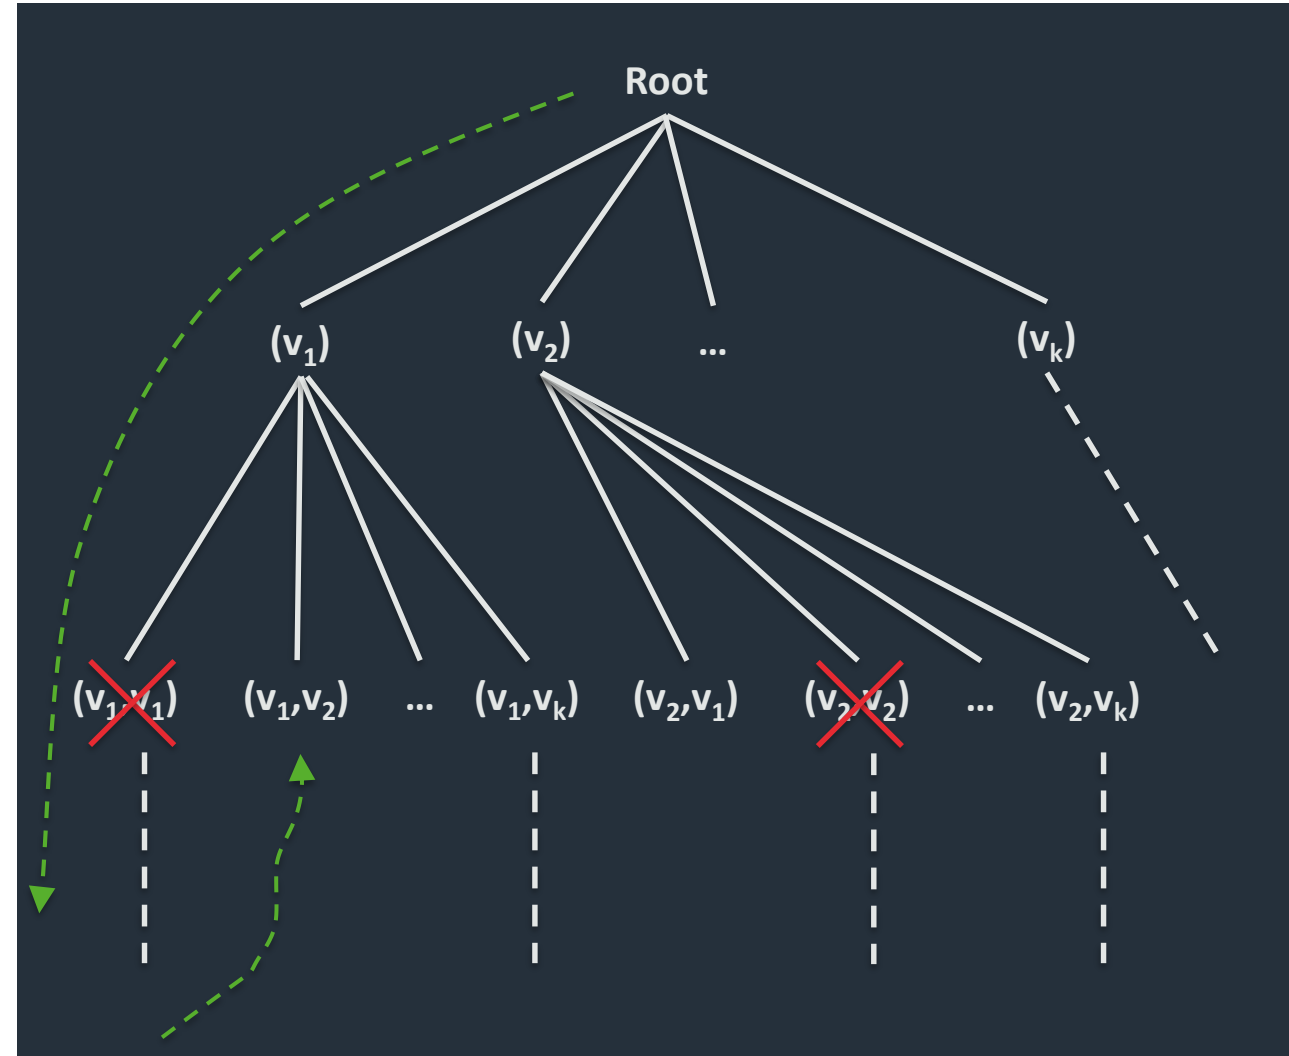 Root
(v₁) (v₂) ... (vₖ)
(v₁,v₁) (v₁,v₂) ... (v₁,vₖ) (v₂,v₁) (v₂,v₂) ... (v₂,vₖ)